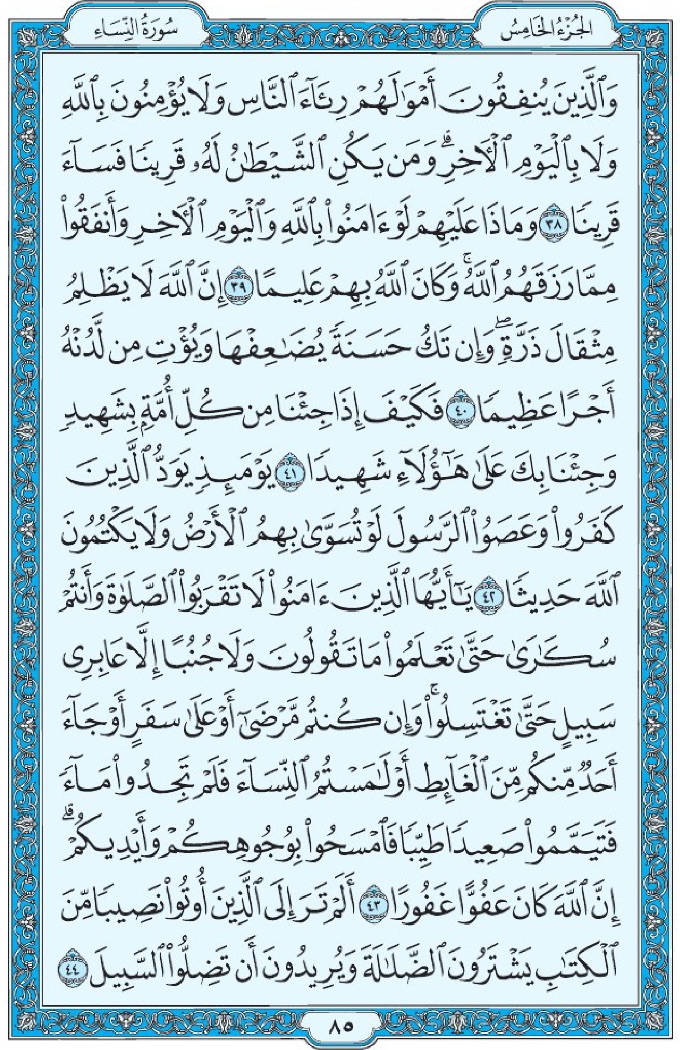 الجُزْءُ الخَامِسُ
سُورَةُ النِّسَاءِ
وَٱلَّذِينَ يُنفِقُونَ أَمۡوَٰلَهُمۡ رِئَآءَ ٱلنَّاسِ وَلَا يُؤۡمِنُونَ بِٱللَّهِ
وَلَا بِٱلۡيَوۡمِ ٱلۡأٓخِرِۗ وَمَن يَكُنِ ٱلشَّيۡطَٰنُ لَهُۥ قَرِينٗا فَسَآءَ
قَرِينٗا ٣٨ وَمَاذَا عَلَيۡهِمۡ لَوۡ ءَامَنُواْ بِٱللَّهِ وَٱلۡيَوۡمِ ٱلۡأٓخِرِ وَأَنفَقُواْ
مِمَّا رَزَقَهُمُ ٱللَّهُۚ وَكَانَ ٱللَّهُ بِهِمۡ عَلِيمًا ٣٩ إِنَّ ٱللَّهَ لَا يَظۡلِمُ
مِثۡقَالَ ذَرَّةٖۖ وَإِن تَكُ حَسَنَةٗ يُضَٰعِفۡهَا وَيُؤۡتِ مِن لَّدُنۡهُ
أَجۡرًا عَظِيمٗا ٤٠ فَكَيۡفَ إِذَا جِئۡنَا مِن كُلِّ أُمَّةِۭ بِشَهِيدٖ
وَجِئۡنَا بِكَ عَلَىٰ هَٰٓؤُلَآءِ شَهِيدٗا ٤١ يَوۡمَئِذٖ يَوَدُّ ٱلَّذِينَ
كَفَرُواْ وَعَصَوُاْ ٱلرَّسُولَ لَوۡ تُسَوَّىٰ بِهِمُ ٱلۡأَرۡضُ وَلَا يَكۡتُمُونَ
ٱللَّهَ حَدِيثٗا ٤٢ يَٰٓأَيُّهَا ٱلَّذِينَ ءَامَنُواْ لَا تَقۡرَبُواْ ٱلصَّلَوٰةَ وَأَنتُمۡ
سُكَٰرَىٰ حَتَّىٰ تَعۡلَمُواْ مَا تَقُولُونَ وَلَا جُنُبًا إِلَّا عَابِرِي
سَبِيلٍ حَتَّىٰ تَغۡتَسِلُواْۚ وَإِن كُنتُم مَّرۡضَىٰٓ أَوۡ عَلَىٰ سَفَرٍ أَوۡ جَآءَ
أَحَدٞ مِّنكُم مِّنَ ٱلۡغَآئِطِ أَوۡ لَٰمَسۡتُمُ ٱلنِّسَآءَ فَلَمۡ تَجِدُواْ مَآءٗ
فَتَيَمَّمُواْ صَعِيدٗا طَيِّبٗا فَٱمۡسَحُواْ بِوُجُوهِكُمۡ وَأَيۡدِيكُمۡۗ
إِنَّ ٱللَّهَ كَانَ عَفُوًّا غَفُورًا ٤٣ أَلَمۡ تَرَ إِلَى ٱلَّذِينَ أُوتُواْ نَصِيبٗا مِّنَ
ٱلۡكِتَٰبِ يَشۡتَرُونَ ٱلضَّلَٰلَةَ وَيُرِيدُونَ أَن تَضِلُّواْ ٱلسَّبِيلَ ٤٤
٨٥